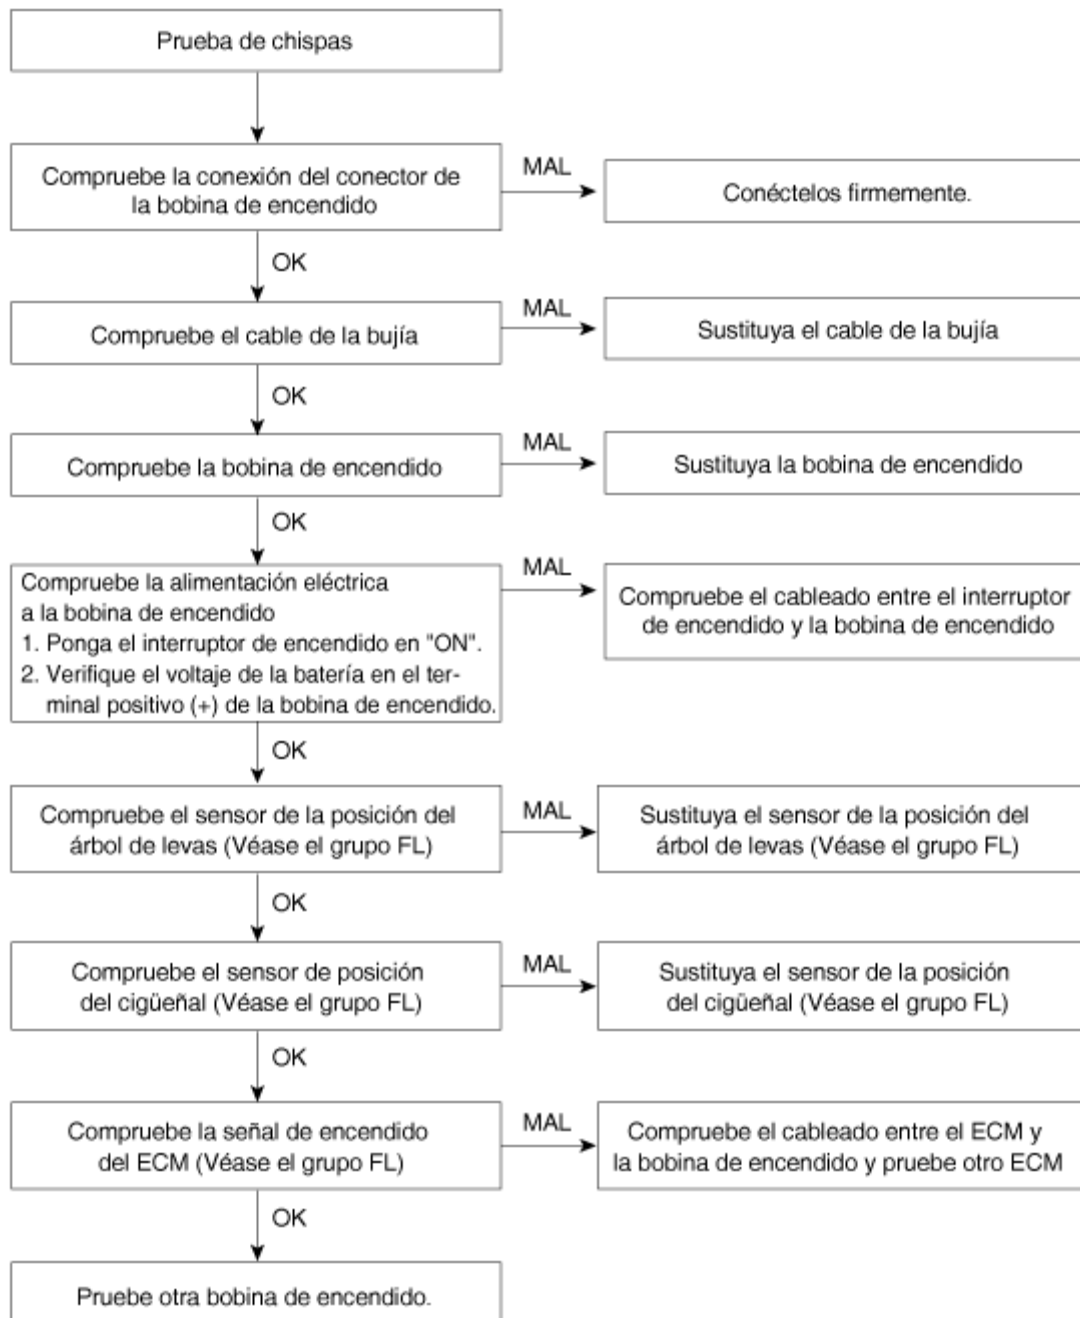 Prueba de chispas
Compruebe la conexión del conector de
la bobina de encendido
MAL
Conéctelos firmemente.
OK
Compruebe el cable de la bujía
MAL
Sustituya el cable de la bujía
OK
Compruebe la bobina de encendido
MAL
Sustituya la bobina de encendido
OK
Compruebe la alimentación eléctrica
a la bobina de encendido
1. Ponga el interruptor de encendido en "ON".
2. Verifique el voltaje de la batería en el ter-
minal positivo (+) de la bobina de encendido.
MAL
Compruebe el cableado entre el interruptor
de encendido y la bobina de encendido
OK
Compruebe el sensor de la posición del
árbol de levas (Véase el grupo FL)
MAL
Sustituya el sensor de la posición del
árbol de levas (Véase el grupo FL)
OK
Compruebe el sensor de posición
del cigüeñal (Véase el grupo FL)
MAL
Sustituya el sensor de la posición
del cigüeñal (Véase el grupo FL)
OK
Compruebe la señal de encendido
del ECM (Véase el grupo FL)
MAL
Compruebe el cableado entre el ECM y
la bobina de encendido y pruebe otro ECM
OK
Pruebe otra bobina de encendido.